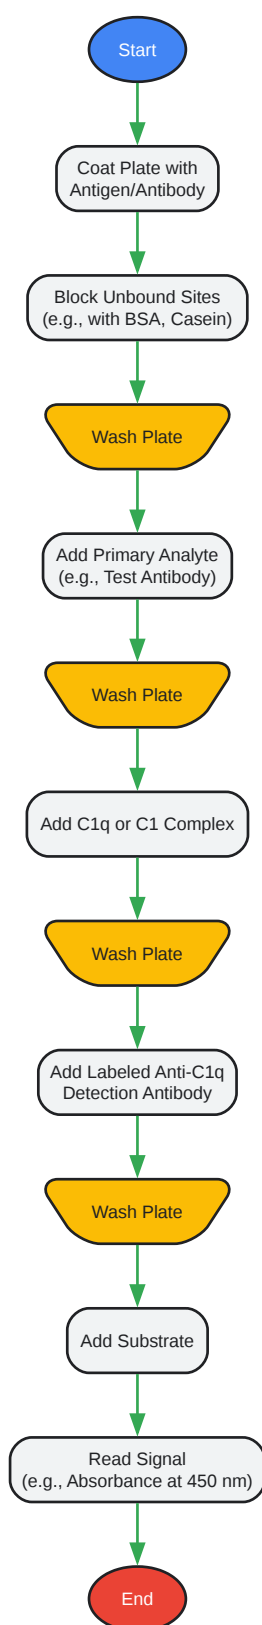 Start
Coat Plate with
Antigen/Antibody
Block Unbound Sites
(e.g., with BSA, Casein)
Wash Plate
Add Primary Analyte
(e.g., Test Antibody)
Wash Plate
Add C1q or C1 Complex
Wash Plate
Add Labeled Anti-C1q
Detection Antibody
Wash Plate
Add Substrate
Read Signal
(e.g., Absorbance at 450 nm)
End